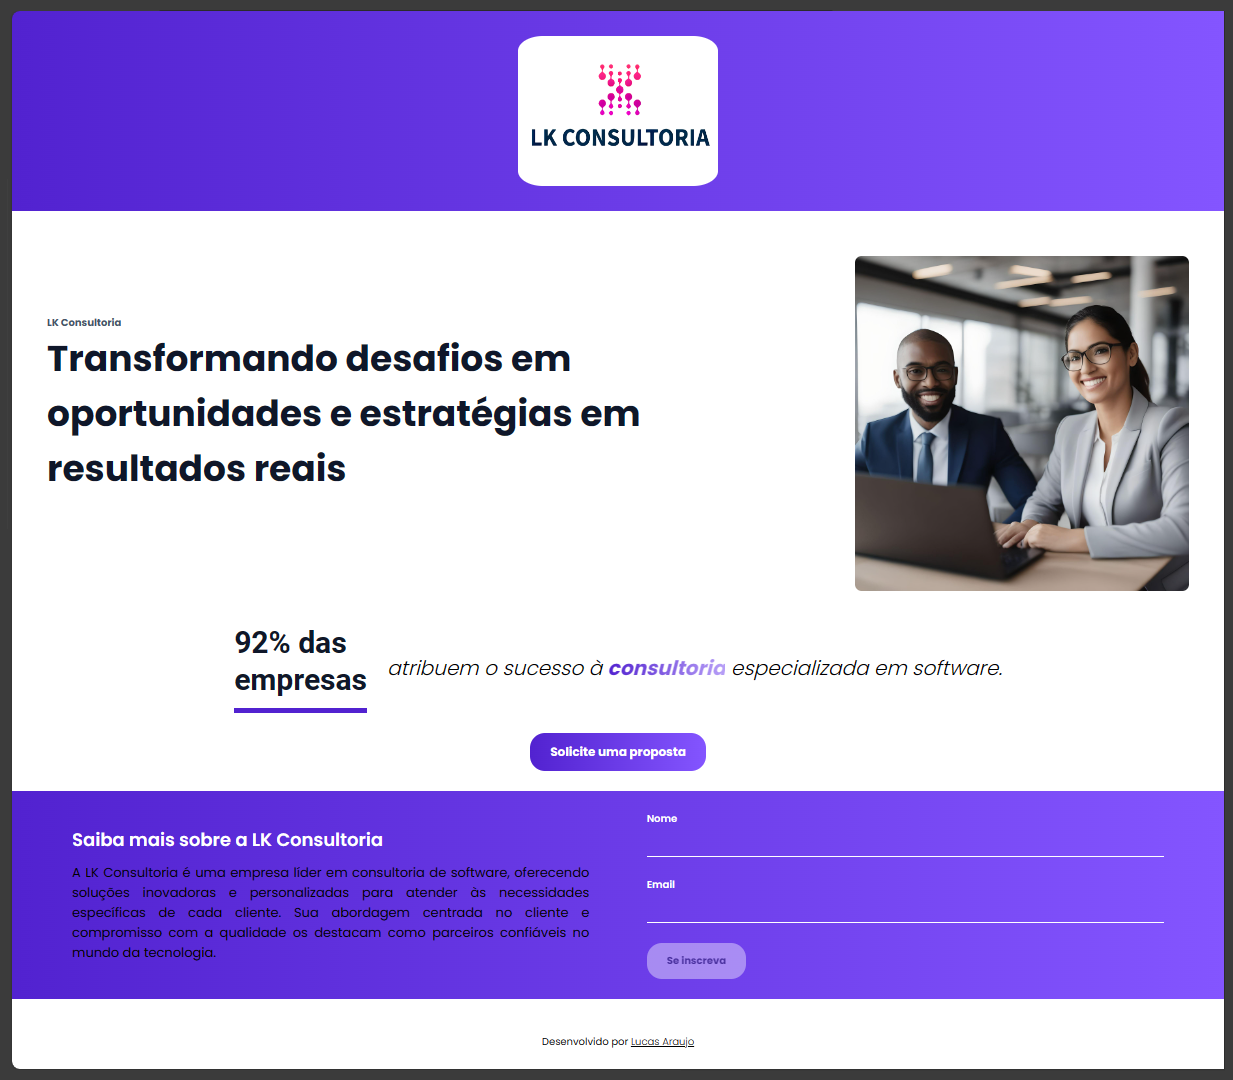 LK CONSULTORIA
LK Consultoria
Transformando desafios em
oportunidades e estratégias em
resultados reais
92% das
empresas
atribuem o sucesso à consultoria especializada em software.
Solicite uma proposta
Saiba mais sobre a LK Consultoria
A LK Consultoria é uma empresa líder em consultoria de software, oferecendo
soluções inovadoras e personalizadas para atender às necessidades
específicas de cada cliente. Sua abordagem centrada no cliente e
compromisso com a qualidade os destacam como parceiros confiáveis no
mundo da tecnologia.
Nome
Email
Se inscreva
Desenvolvido por Lucas Araujo